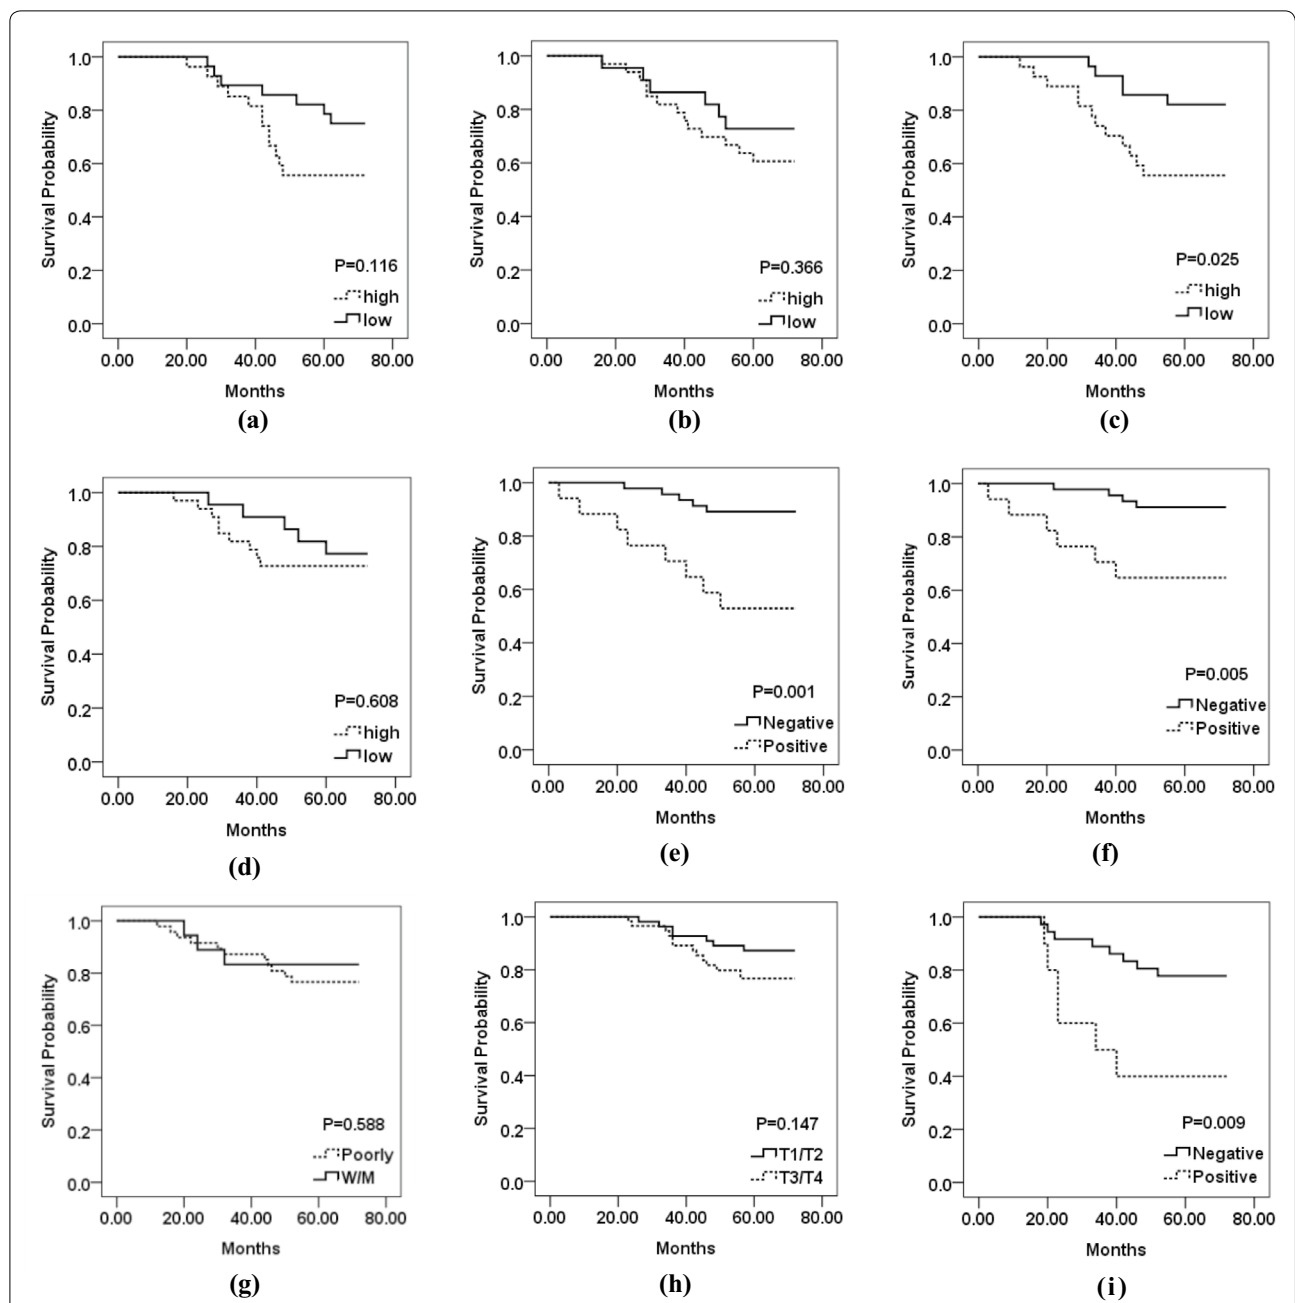 1.0
0.8
0.6
0.4
0.2
0.0
Survival Probability
P=0.116
high
low
0.00 20.00 40.00 60.00 80.00
Months
(a)
1.0
0.8
0.6
0.4
0.2
0.0
Survival Probability
P=0.366
high
low
0.00 20.00 40.00 60.00 80.00
Months
(b)
1.0
0.8
0.6
0.4
0.2
0.0
Survival Probability
P=0.025
high
low
0.00 20.00 40.00 60.00 80.00
Months
(c)
1.0
0.8
0.6
0.4
0.2
0.0
Survival Probability
P=0.608
high
low
0.00 20.00 40.00 60.00 80.00
Months
(d)
1.0
0.8
0.6
0.4
0.2
0.0
Survival Probability
P=0.001
Negative
Positive
0.00 20.00 40.00 60.00 80.00
Months
(e)
1.0
0.8
0.6
0.4
0.2
0.0
Survival Probability
P=0.005
Negative
Positive
0.00 20.00 40.00 60.00 80.00
Months
(f)
1.0
0.8
0.6
0.4
0.2
0.0
Survival Probability
P=0.588
Poorly
W/M
0.00 20.00 40.00 60.00 80.00
Months
(g)
1.0
0.8
0.6
0.4
0.2
0.0
Survival Probability
P=0.147
T1/T2
T3/T4
0.00 20.00 40.00 60.00 80.00
Months
(h)
1.0
0.8
0.6
0.4
0.2
0.0
Survival Probability
P=0.009
Negative
Positive
0.00 20.00 40.00 60.00 80.00
Months
(i)